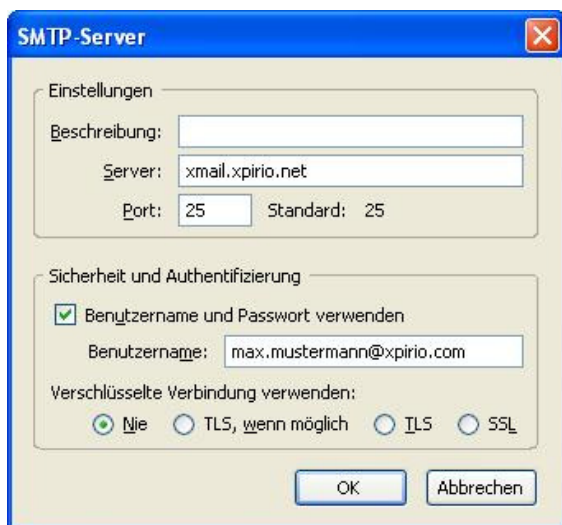 SMTP-Server
Einstellungen
Beschreibung:
Server: xmail.xpirio.net
Port: 25 Standard: 25
Sicherheit und Authentifizierung
Benutzername und Passwort verwenden
Benutzername: max.mustermann@xpirio.com
Verschlüsselte Verbindung verwenden:
Nie TLS, wenn möglich TLS SSL
OK Abbrechen